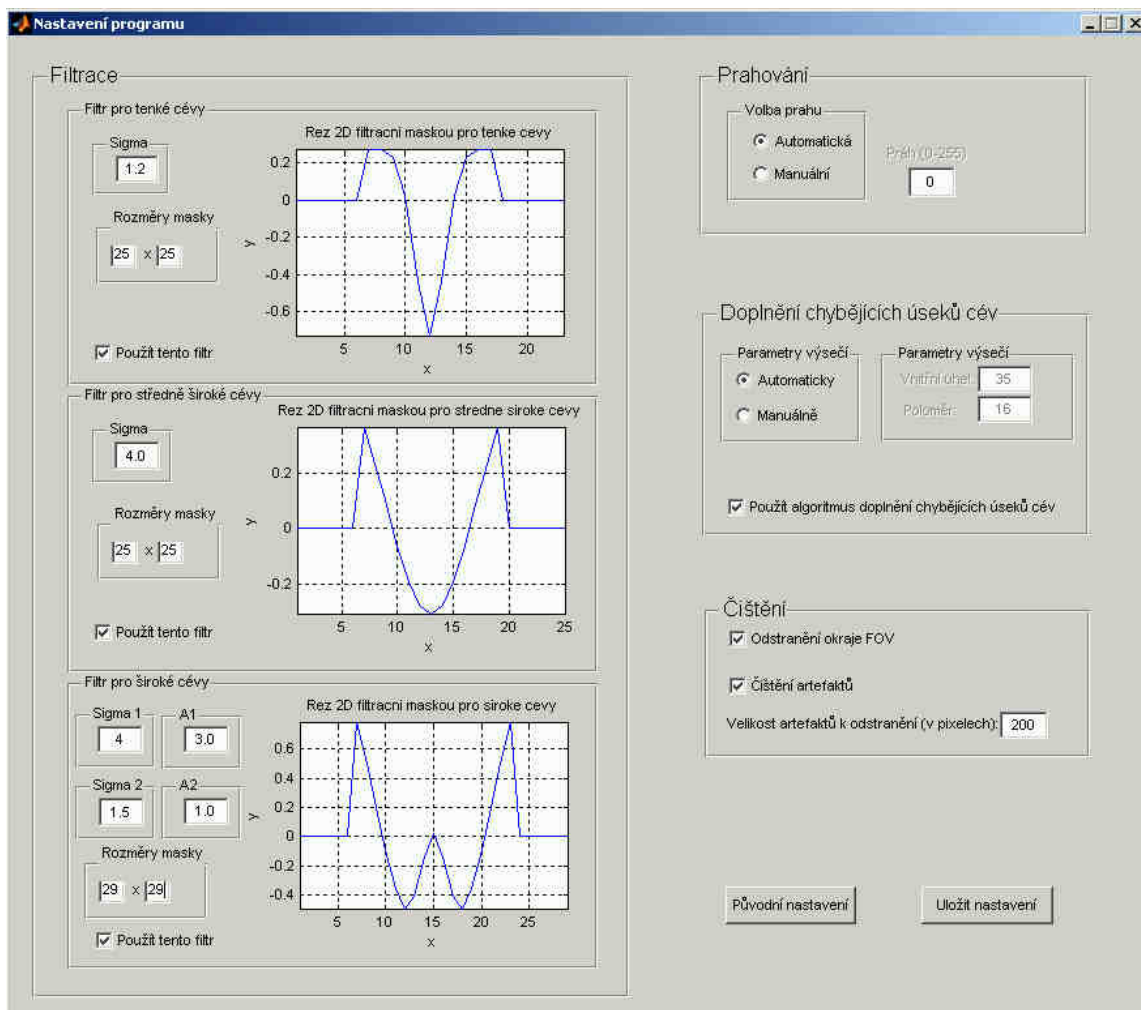 Nastavení programu
Filtrace
Filtr pro tenké cévy
Sigma
1.2
Rozměry masky
25 x 25
Použít tento filtr
Rez 2D filtracni maskou pro tenke cevy
0.2
0
-0.2
-0.4
-0.6
y
5 10 15 20
x
Filtr pro středně široké cévy
Sigma
4.0
Rozměry masky
25 x 25
Použít tento filtr
Rez 2D filtracni maskou pro stredne siroke cevy
0.2
0
-0.2
y
5 10 15 20 25
x
Filtr pro široké cévy
Sigma 1 A1
4 3.0
Sigma 2 A2
1.5 1.0
Rozměry masky
29 x 29
Použít tento filtr
Rez 2D filtracni maskou pro siroke cevy
0.6
0.4
0.2
0
-0.2
-0.4
y
5 10 15 20 25
x
Prahování
Volba prahu
Automatická
Manuální
Práh (0-255)
0
Doplnění chybějících úseků cév
Parametry výsečí
Automaticky
Manuálně
Parametry výsečí
Vnitřní úhel: 35
Poloměr: 16
Použít algoritmus doplnění chybějících úseků cév
Čištění
Odstranění okraje FOV
Čištění artefaktů
Velikost artefaktů k odstranění (v pixelech): 200
Původní nastavení
Uložit nastavení